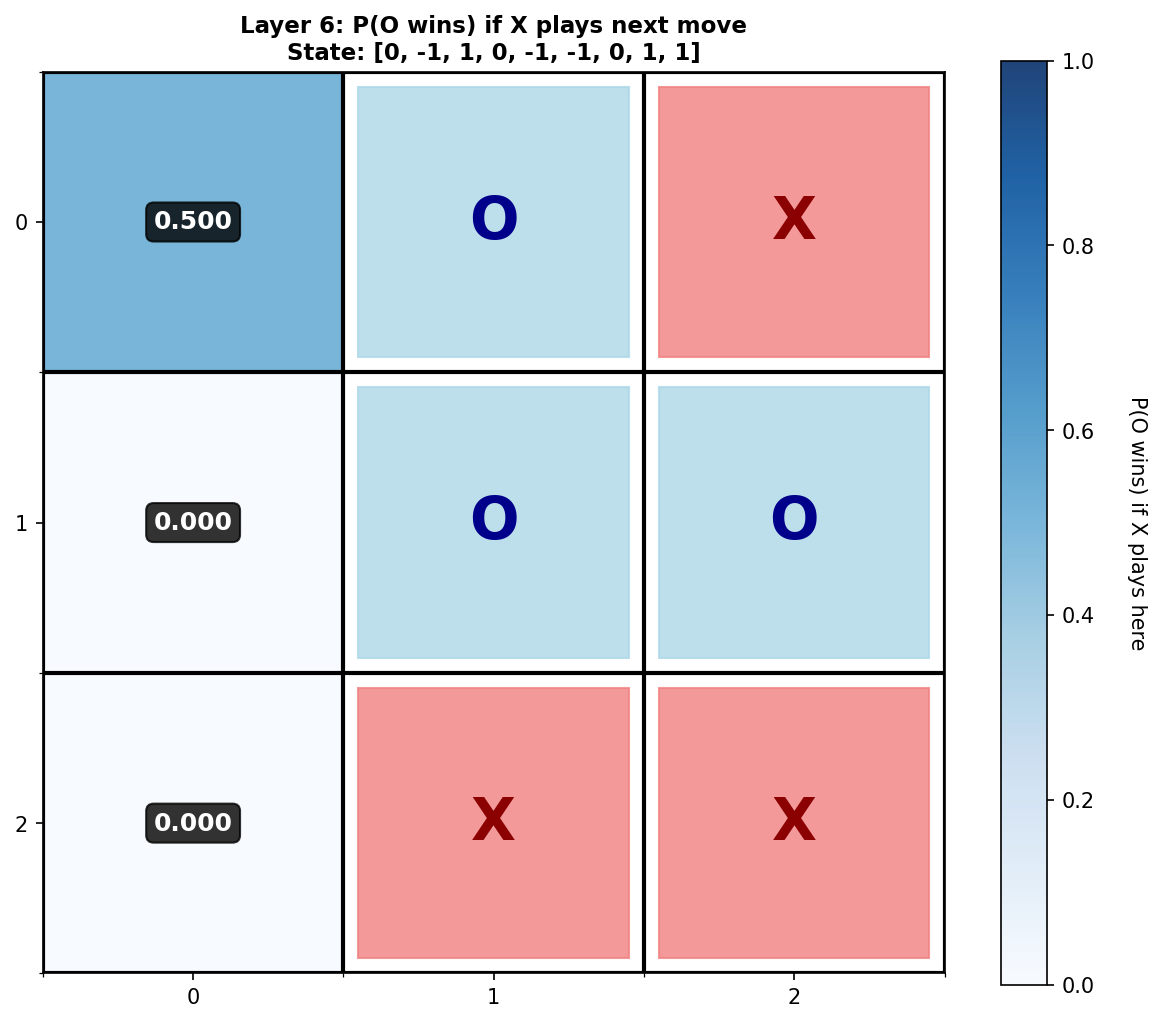 Layer 6: P(O wins) if X plays next move
State: [0, -1, 1, 0, -1, -1, 0, 1, 1]
0
0.500
O
X
1
0.000
O
O
2
0.000
X
X
0
1
2
1.0
0.8
0.6
0.4
0.2
0.0
P(O wins) if X plays here